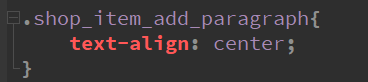 .shop_item_add_paragraph{
    text-align: center;
}